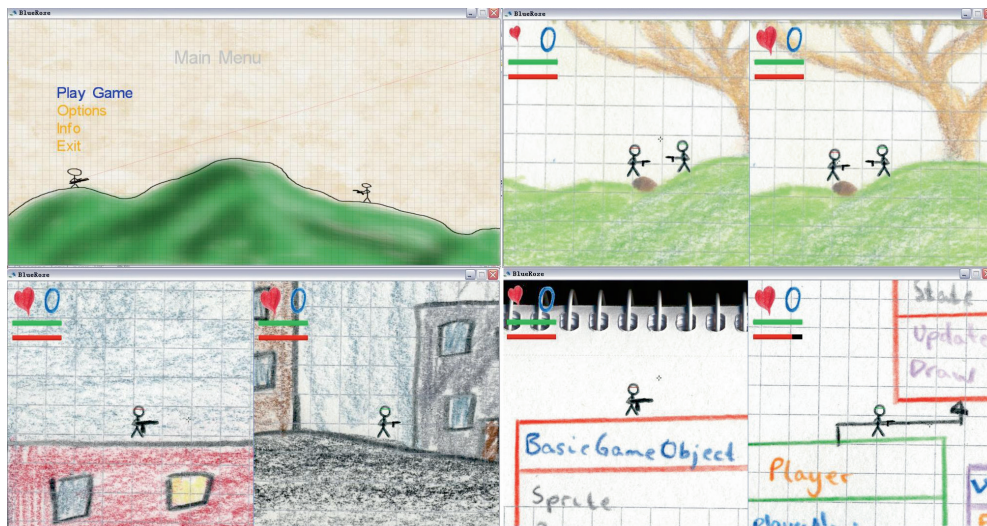 BlueRoze
Main Menu
Play Game
Options
Info
Exit
BlueRoze
0
0
BlueRoze
0
0
BlueRoze
0
0
BasicGameObject
Sprite
State
Update
Draw
Player